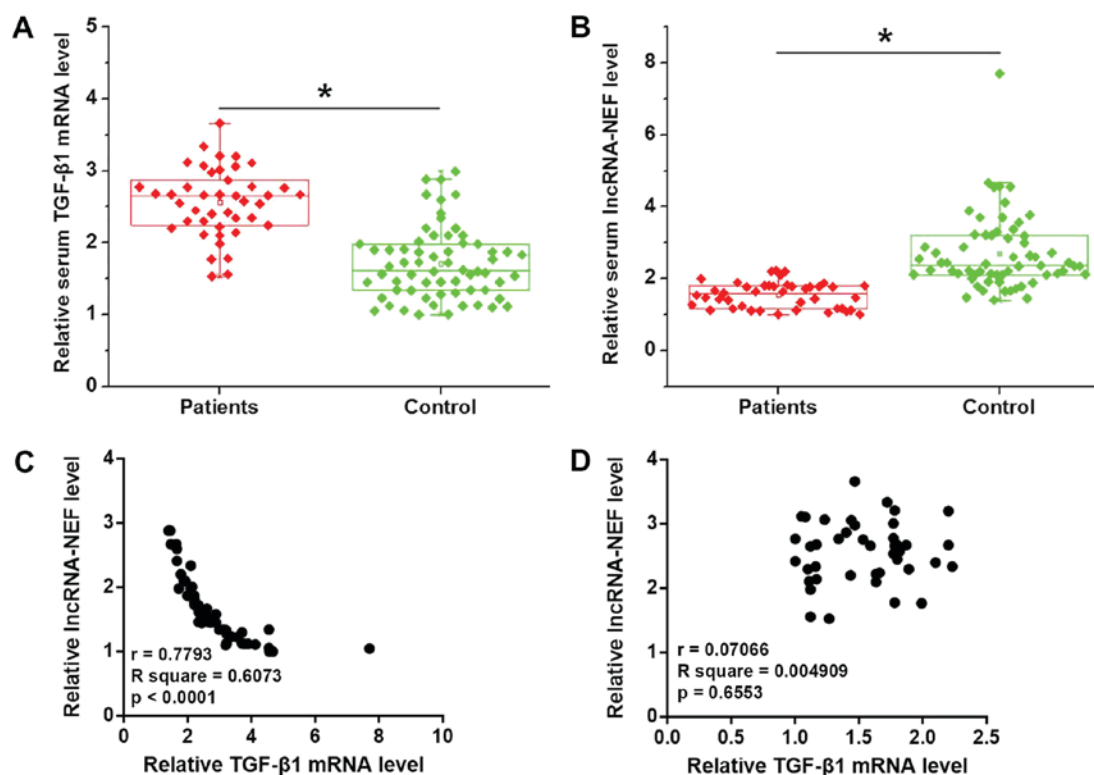 A
Relative serum TGF-β1 mRNA level
5
4
3
2
1
0
*
Patients
Control
B
Relative serum lncRNA-NEF level
8
6
4
2
0
*
Patients
Control
C
Relative lncRNA-NEF level
4
3
2
1
0
r = 0.7793
R square = 0.6073
p < 0.0001
0 2 4 6 8 10
Relative TGF-β1 mRNA level
D
Relative lncRNA-NEF level
4
3
2
1
0
r = 0.07066
R square = 0.004909
p = 0.6553
0.0 0.5 1.0 1.5 2.0 2.5
Relative TGF-β1 mRNA level